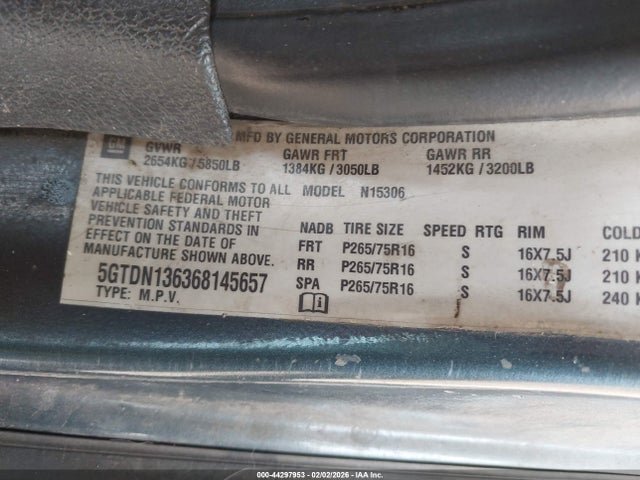 GM
MFD BY GENERAL MOTORS CORPORATION
GVWR GAWR FRT GAWR RR
2654KG / 5850LB 1384KG / 3050LB 1452KG / 3200LB
THIS VEHICLE CONFORMS TO ALL MODEL N15306
APPLICABLE FEDERAL MOTOR
VEHICLE SAFETY AND THEFT
PREVENTION STANDARDS IN
EFFECT ON THE DATE OF
MANUFACTURE SHOWN ABOVE.
5GTDN136368145657
TYPE: M.P.V.
NADB TIRE SIZE SPEED RTG RIM COLD
FRT P265/75R16 S 16X7.5J 210 K
RR P265/75R16 S 16X7.5J 210 K
SPA P265/75R16 S 16X7.5J 240
000-44297953 - 02/02/2026 - IAAI, Inc.